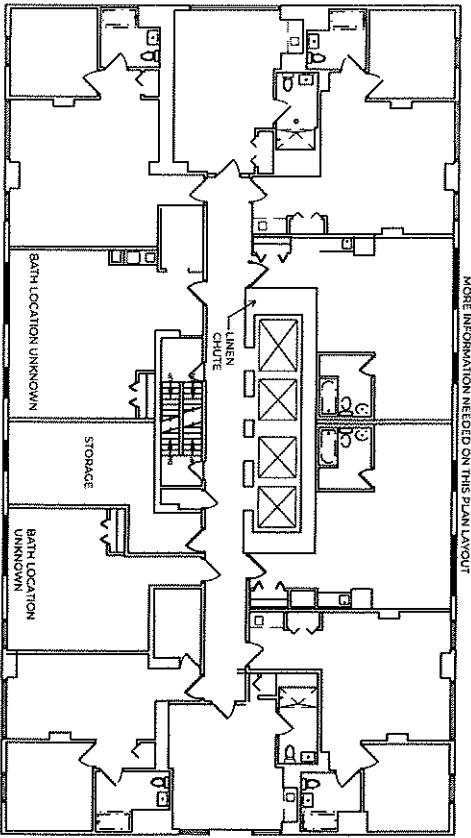 MORE INFORMATION NEEDED ON THIS PLAN LAYOUT
LINEN
CHUTE
BATH LOCATION UNKNOWN
STORAGE
BATH LOCATION
UNKNOWN